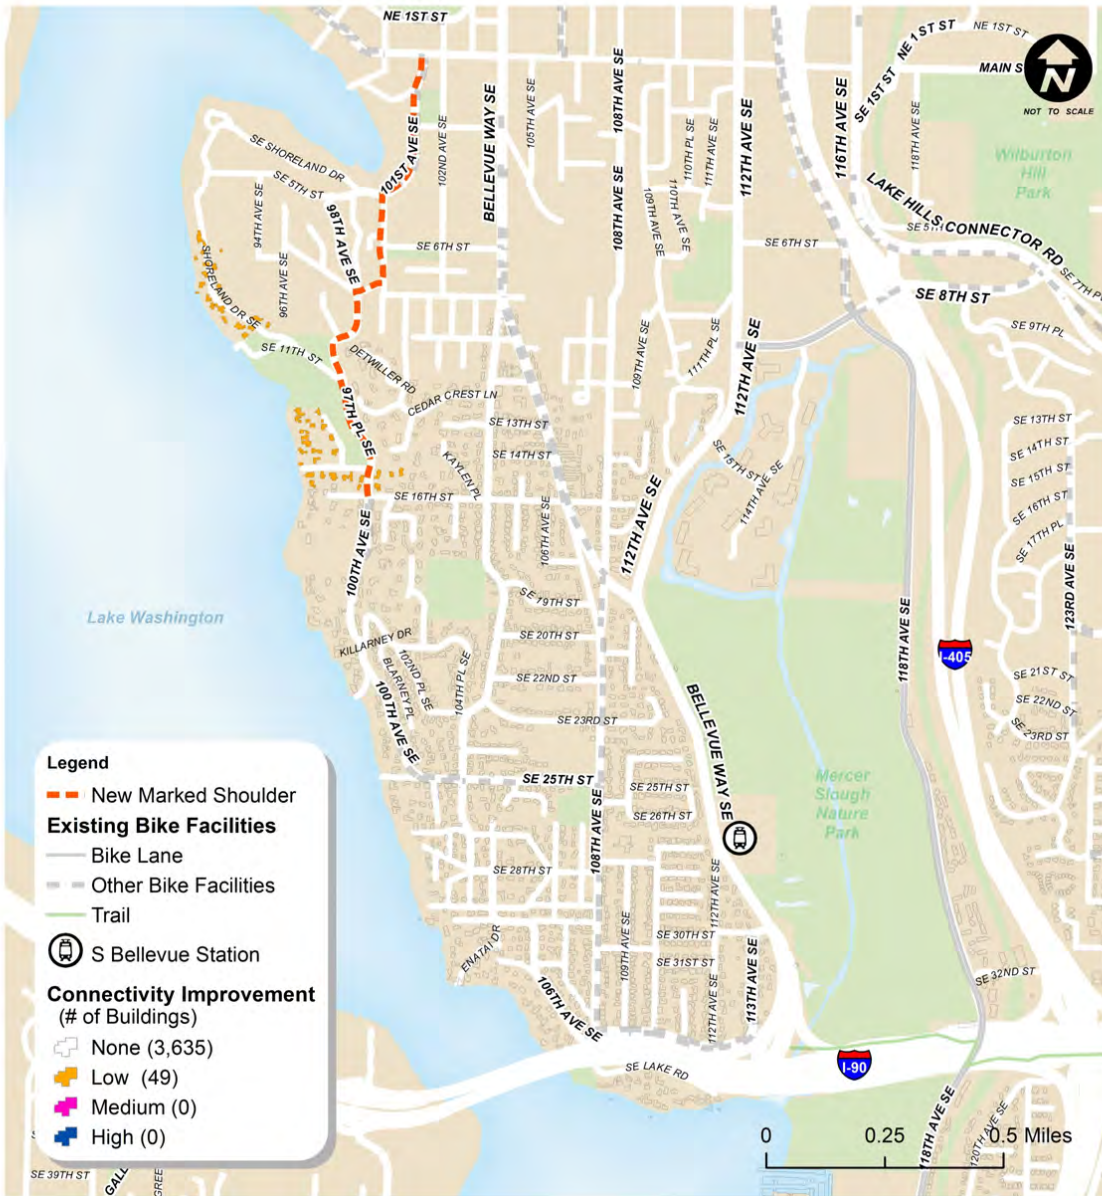 NE 1ST ST
NE 1ST ST
NE 1ST ST
MAIN S
N
NOT TO SCALE
SE 1ST ST
116TH AVE SE
118TH AVE SE
Wilburton
Hill
Park
BELLEVUE WAY SE
105TH AVE SE
108TH AVE SE
110TH PL SE
111TH AVE SE
112TH AVE SE
101ST AVE SE
102ND AVE SE
SE SHORELAND DR
SE 5TH ST
94TH AVE SE
98TH AVE SE
108TH AVE SE
109TH AVE SE
110TH AVE SE
LAKE HILLS CONNECTOR RD
SE 6TH ST
SE 6TH ST
SE 7TH P
SE 8TH ST
96TH AVE SE
SHORELAND DR SE
SE 9TH PL
SE 11TH ST
DETWILLER RD
CEDAR CREST LN
97TH PL SE
109TH AVE SE
111TH PL SE
112TH AVE SE
SE 13TH ST
SE 14TH ST
KAYLEN PL
SE 15TH ST
114TH AVE SE
SE 13TH ST
SE 14TH ST
SE 15TH ST
SE 16TH ST
SE 17TH PL
SE 16TH ST
100TH AVE SE
106TH AVE SE
112TH AVE SE
123RD AVE SE
118TH AVE SE
SE 19TH ST
SE 20TH ST
Lake Washington
KILLARNEY DR
BLARNEY PL
102ND PL SE
104TH PL SE
100TH AVE SE
SE 22ND ST
SE 23RD ST
I-405
SE 21ST ST
SE 22ND ST
SE 23RD ST
BELLEVUE WAY SE
SE 25TH ST
SE 25TH ST
SE 26TH ST
108TH AVE SE
Mercer
Slough
Nature
Park
SE 28TH ST
112TH AVE SE
109TH AVE SE
SE 30TH ST
SE 31ST ST
ENATAI DR
106TH AVE SE
112TH AVE SE
113TH AVE SE
SE 32ND ST
SE LAKE RD
I-90
118TH AVE SE
120TH AVE SE
0 0.25 0.5 Miles
Legend
New Marked Shoulder
Existing Bike Facilities
Bike Lane
Other Bike Facilities
Trail
S Bellevue Station
Connectivity Improvement
(# of Buildings)
None (3,635)
Low (49)
Medium (0)
High (0)
SE 39TH ST
GALL
GREE